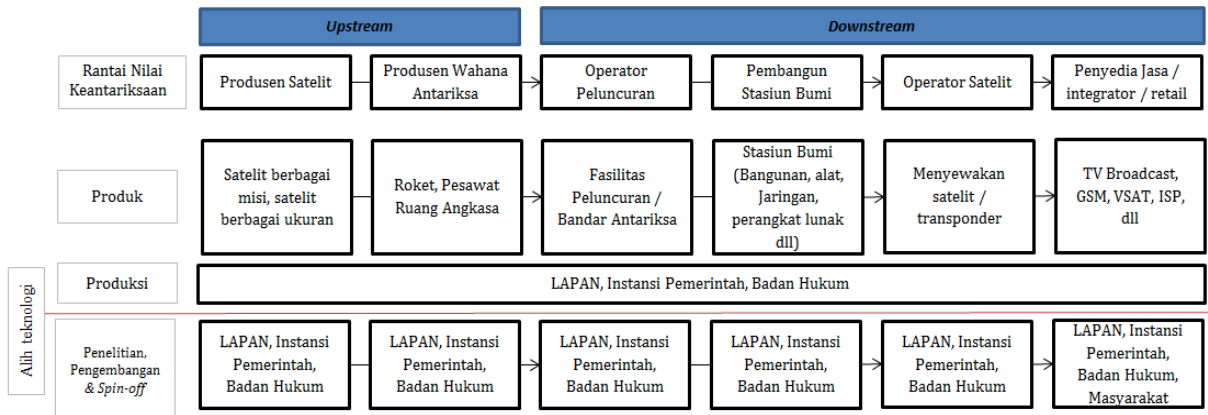 Upstream
Downstream
Rantai Nilai
Keantariksaan
Produsen Satelit
Produsen Wahana
Antariksa
Operator
Peluncuran
Pembangun
Stasiun Bumi
Operator Satelit
Penyedia Jasa /
integrator / retail
Produk
Satelit berbagai
misi, satelit
berbagai ukuran
Roket, Pesawat
Ruang Angkasa
Fasilitas
Peluncuran /
Bandar Antariksa
Stasiun Bumi
(Bangunan, alat,
Jaringan,
perangkat lunak
dll)
Menyewakan
satelit /
transponder
TV Broadcast,
GSM, VSAT, ISP,
dll
Alih teknologi
Produksi
LAPAN, Instansi Pemerintah, Badan Hukum
Penelitian,
Pengembangan
& Spin-off
LAPAN, Instansi
Pemerintah,
Badan Hukum
LAPAN, Instansi
Pemerintah,
Badan Hukum
LAPAN, Instansi
Pemerintah,
Badan Hukum
LAPAN, Instansi
Pemerintah,
Badan Hukum
LAPAN, Instansi
Pemerintah,
Badan Hukum
LAPAN, Instansi
Pemerintah,
Badan Hukum,
Masyarakat